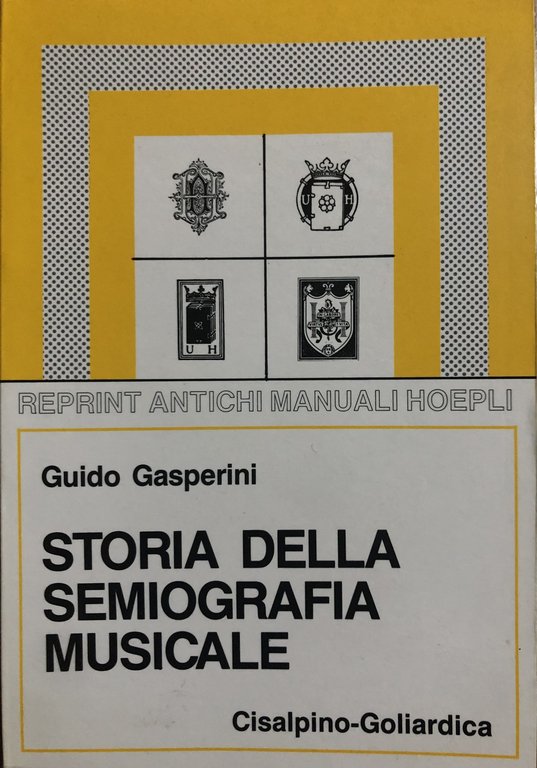 U H
U H
REPRINT ANTICHI MANUALI HOEPLI
Guido Gasperini
STORIA DELLA
SEMIOGRAFIA
MUSICALE
Cisalpino-Goliardica